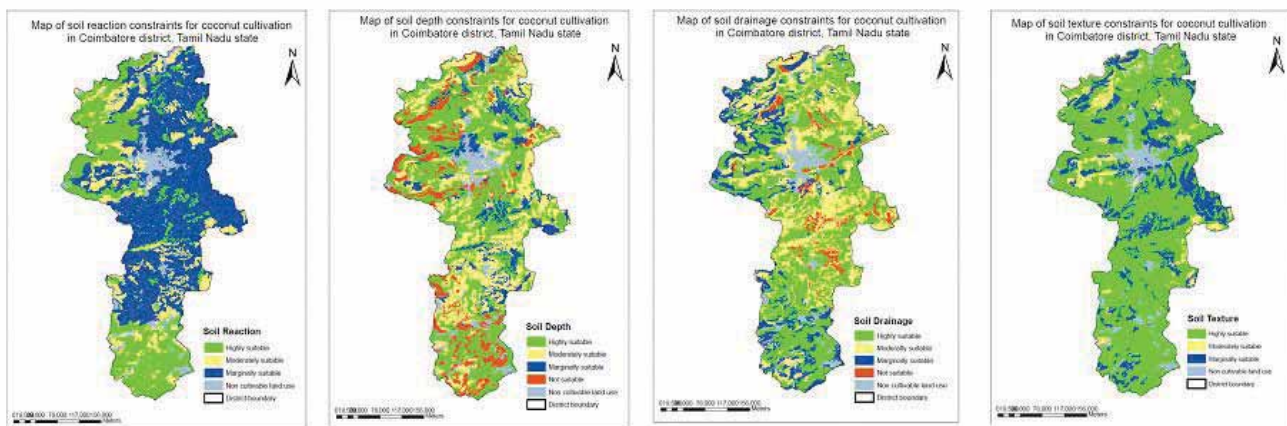 Map of soil reaction constraints for coconut cultivation
in Coimbatore district, Tamil Nadu state
N
Soil Reaction
Highly suitable
Moderately suitable
Marginally suitable
Non cultivable land use
District boundary
Meters
Map of soil depth constraints for coconut cultivation
in Coimbatore district, Tamil Nadu state
N
Soil Depth
Highly suitable
Moderately suitable
Marginally suitable
Not suitable
Non cultivable land use
District boundary
Meters
Map of soil drainage constraints for coconut cultivation
in Coimbatore district, Tamil Nadu state
N
Soil Drainage
Highly suitable
Moderately suitable
Marginally suitable
Not suitable
Non cultivable land use
District boundary
Meters
Map of soil texture constraints for coconut cultivation
in Coimbatore district, Tamil Nadu state
N
Soil Texture
Highly suitable
Moderately suitable
Marginally suitable
Non cultivable land use
District boundary
Meters